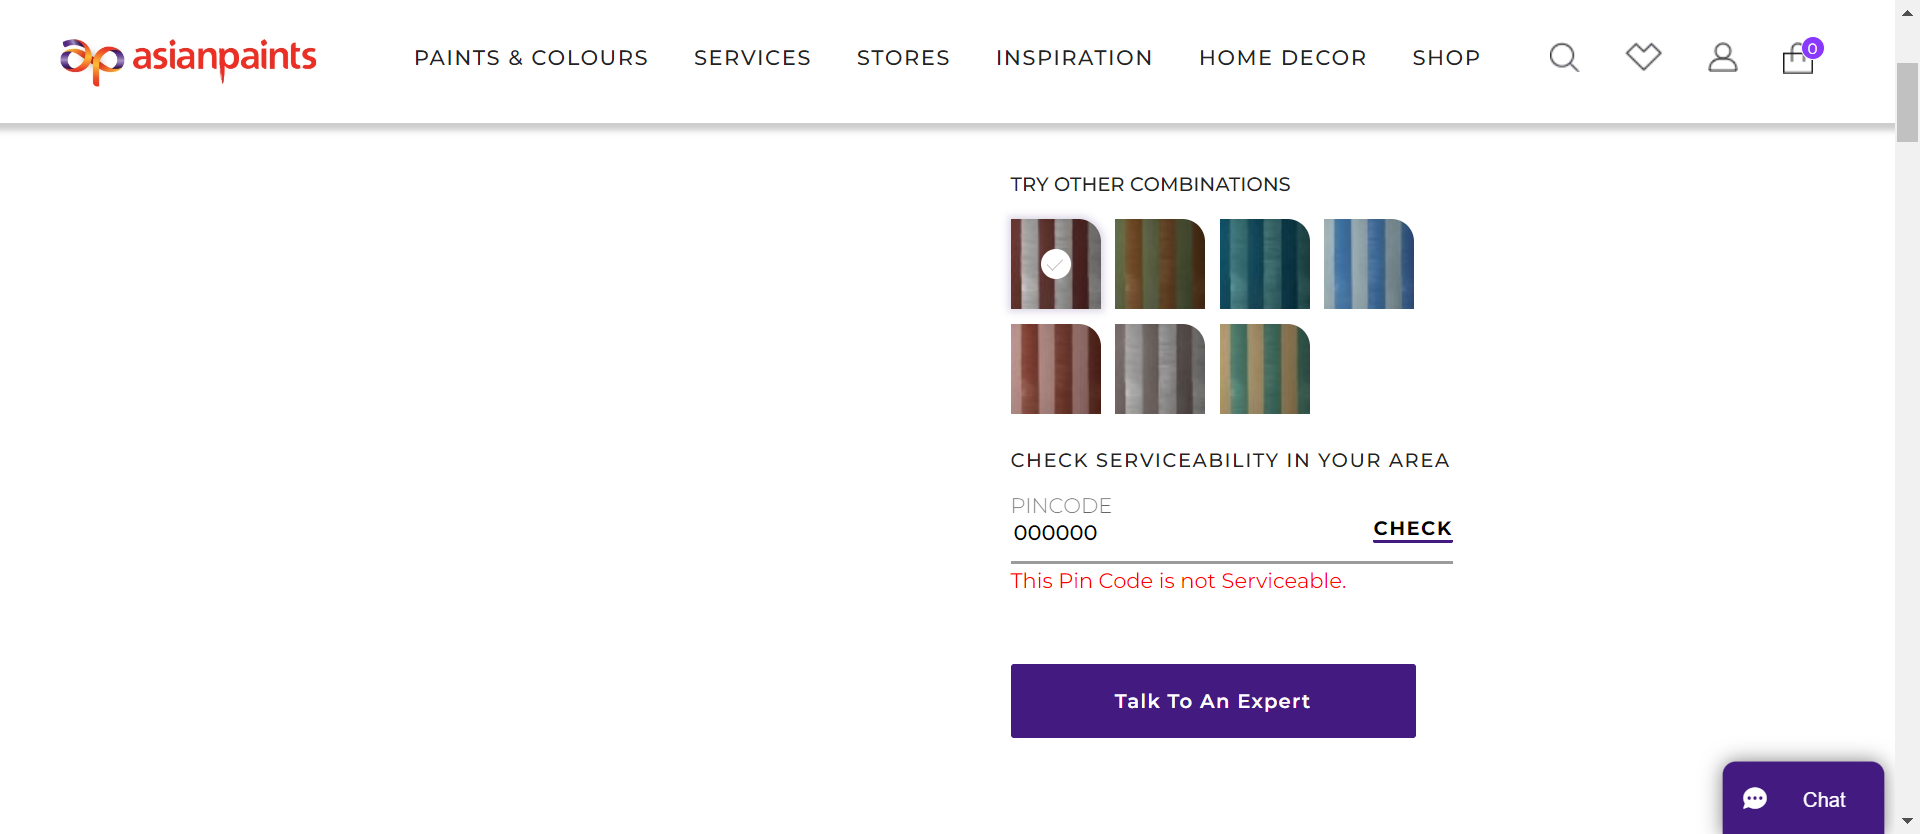 asianpaints
PAINTS & COLOURS SERVICES STORES INSPIRATION HOME DECOR SHOP
0
TRY OTHER COMBINATIONS
CHECK SERVICEABILITY IN YOUR AREA
PINCODE
000000
CHECK
This Pin Code is not Serviceable.
Talk To An Expert
Chat